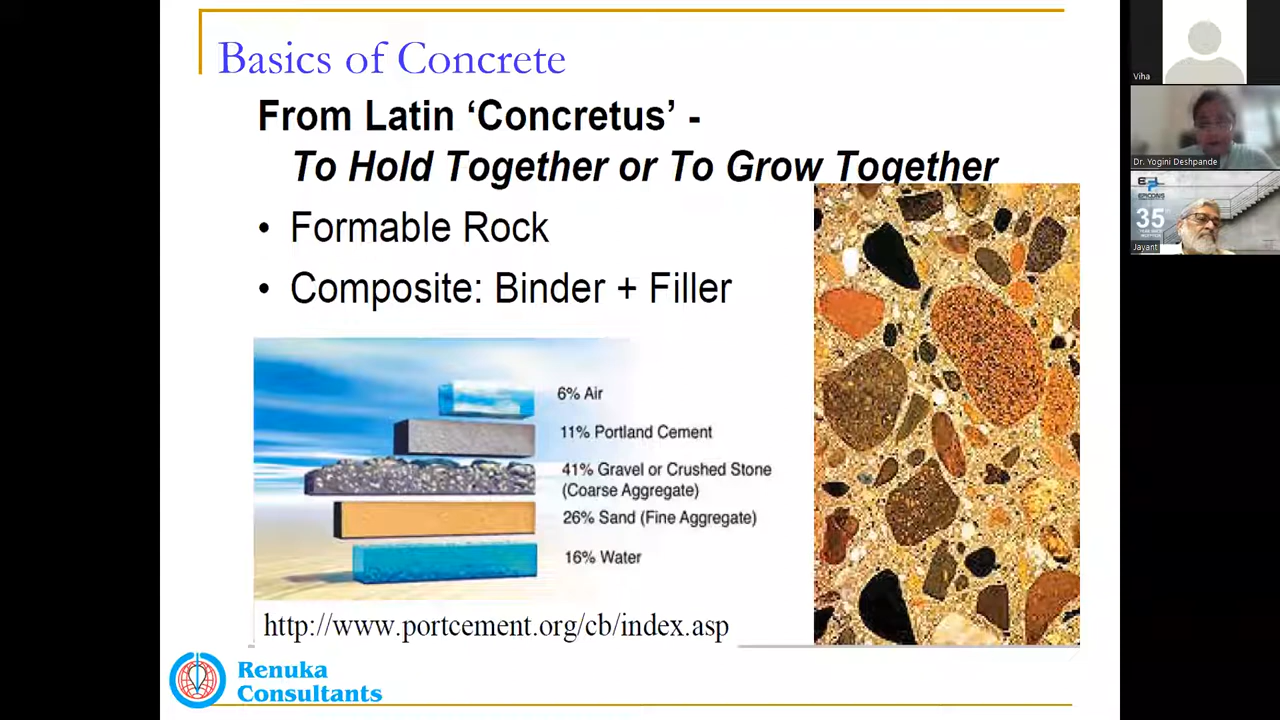 Basics of Concrete
From Latin ‘Concretus’ -
To Hold Together or To Grow Together
• Formable Rock
• Composite: Binder + Filler
6% Air
11% Portland Cement
41% Gravel or Crushed Stone
(Coarse Aggregate)
26% Sand (Fine Aggregate)
16% Water
http://www.portcement.org/cb/index.asp
Renuka
Consultants
Viha
Dr. Yogini Deshpande
EPICONS
35
Jayant